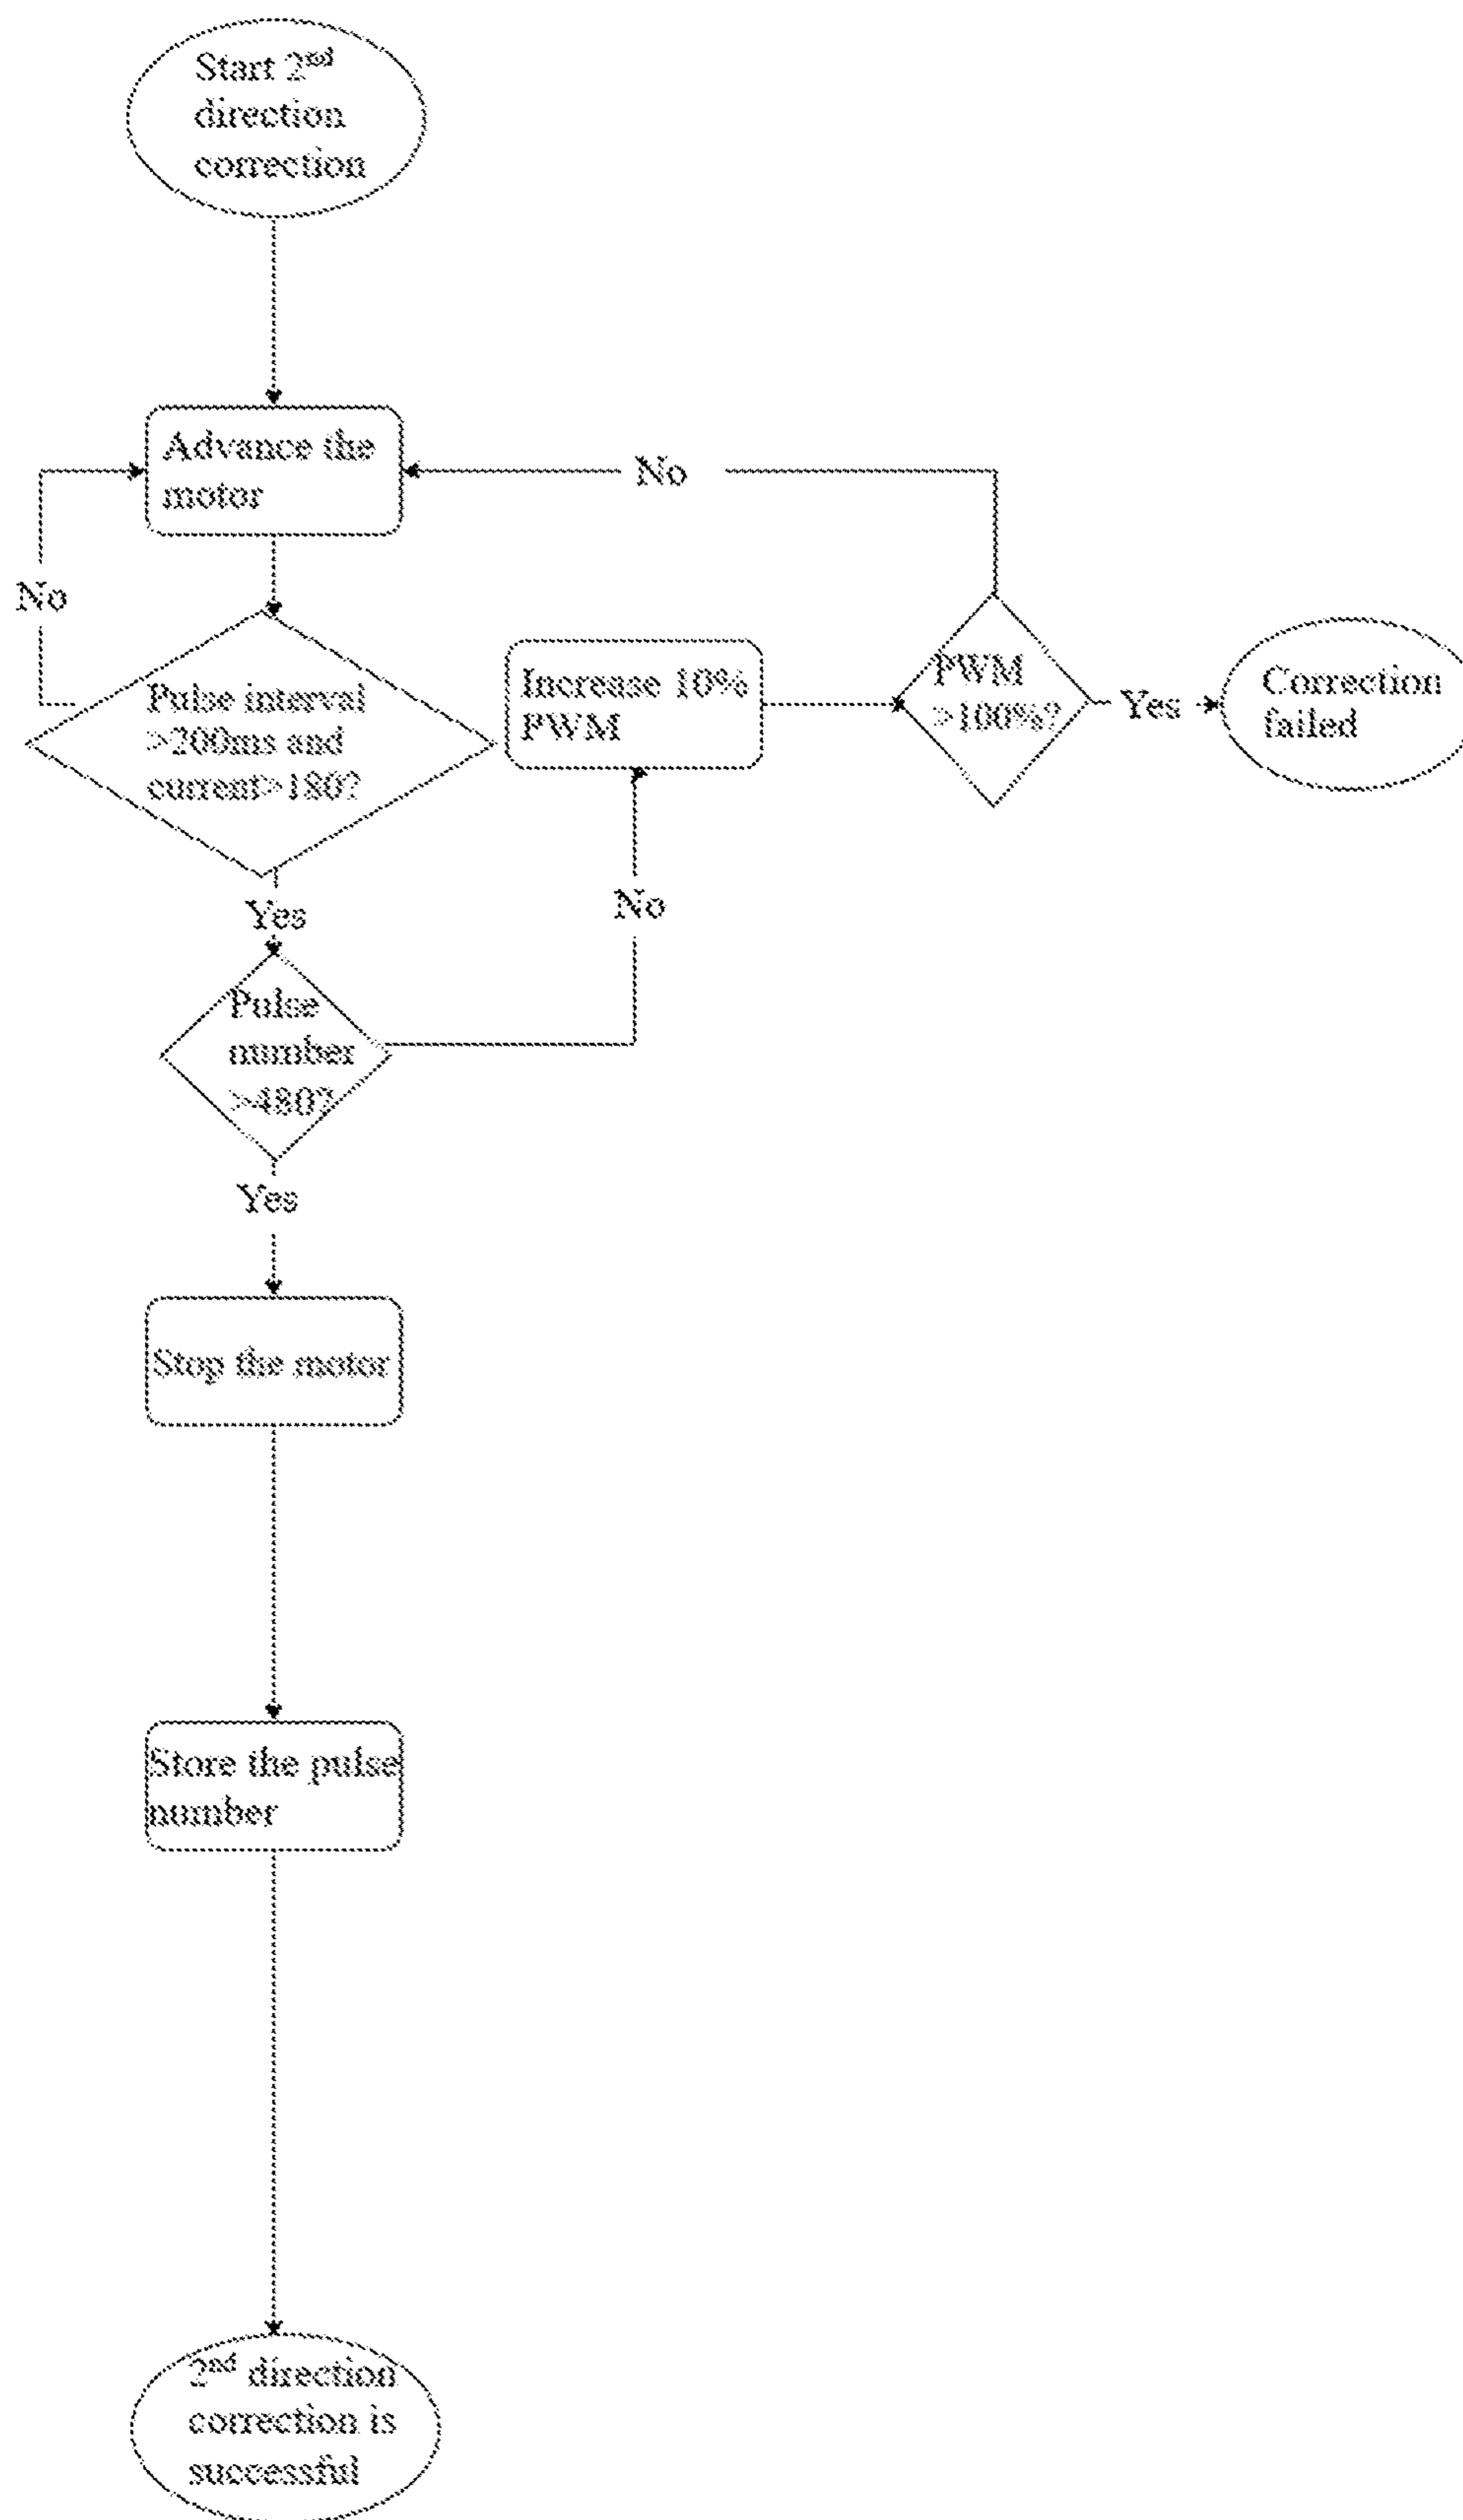 Start 2nd
direction
correction
Advance the
motor
No
No
Pulse interval
>200ms and
current>180?
Increase 10%
PWM
PWM
>100%?
Yes
Correction
failed
Yes
No
Pulse
number
>480?
Yes
Stop the motor
Store the pulse
number
2nd direction
correction is
successful